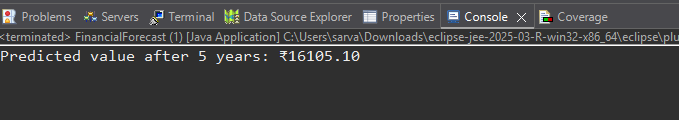 Problems Servers Terminal Data Source Explorer Properties Console Coverage
<terminated> FinancialForecast (1) [Java Application] C:\Users\sarva\Downloads\eclipse-jee-2025-03-R-win32-x86_64\eclipse\plu
Predicted value after 5 years: ₹16105.10